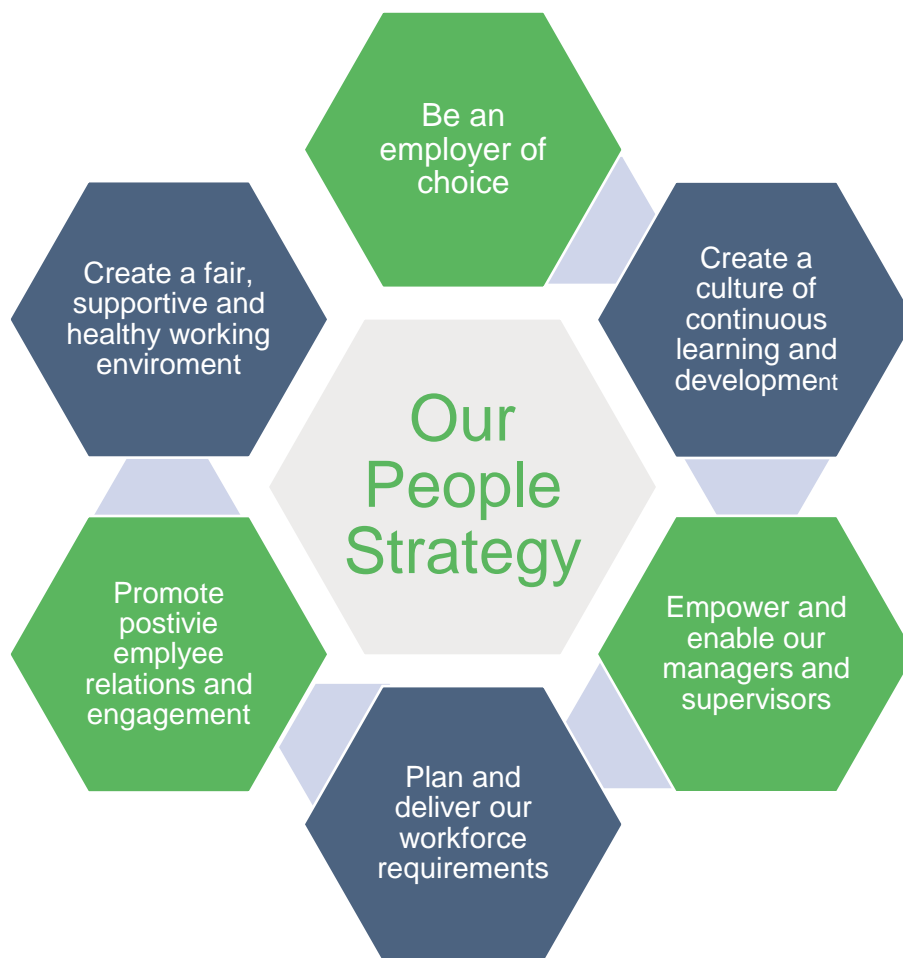 Be an
employer of
choice
Create a
culture of
continuous
learning and
development
Empower and
enable our
managers and
supervisors
Plan and
deliver our
workforce
requirements
Promote
postivie
emplyee
relations and
engagement
Create a fair,
supportive and
healthy working
enviroment
Our
People
Strategy